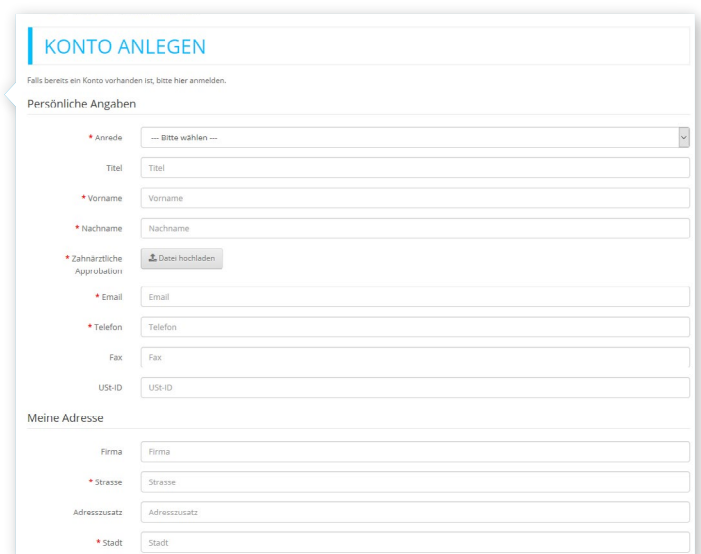 KONTO ANLEGEN
Falls bereits ein Konto vorhanden ist, bitte hier anmelden.
Persönliche Angaben
* Anrede --- Bitte wählen ---
Titel Titel
* Vorname Vorname
* Nachname Nachname
* Zahnärztliche Datei hochladen
Approbation
* Email Email
* Telefon Telefon
Fax Fax
USt-ID USt-ID
Meine Adresse
Firma Firma
* Strasse Strasse
Adresszusatz Adresszusatz
* Stadt Stadt